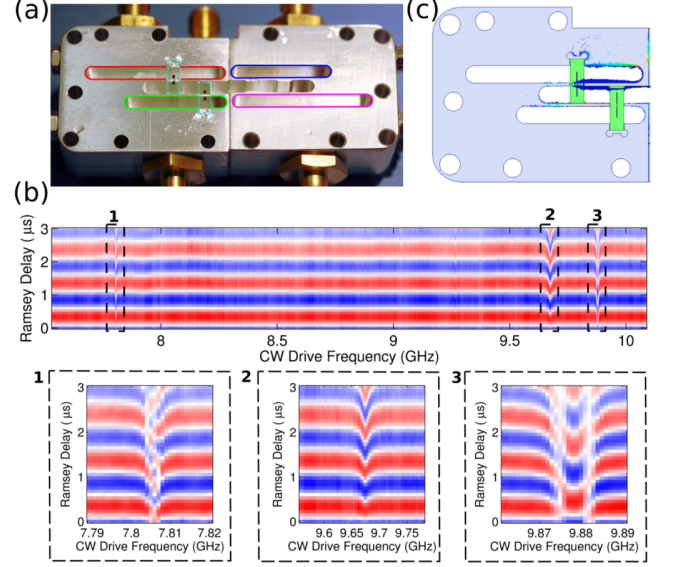 (a)
(c)
(b)
1 2 3
Ramsey Delay (µs)
3
2
1
0
8 8.5 9 9.5 10
CW Drive Frequency (GHz)
1 2 3
Ramsey Delay (µs) Ramsey Delay (µs) Ramsey Delay (µs)
3 3 3
2 2 2
1 1 1
0 0 0
7.79 7.8 7.81 7.82 9.6 9.65 9.7 9.75 9.87 9.88 9.89
CW Drive Frequency (GHz) CW Drive Frequency (GHz) CW Drive Frequency (GHz)